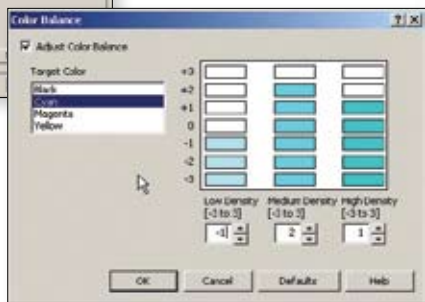 Color Balance
Adjust Color Balance
Target Color
Black
Cyan
Magenta
Yellow
+3
+2
+1
0
-1
-2
-3
Low Density Medium Density High Density
[-3 to 3] [-3 to 3] [-3 to 3]
-1 2 1
OK Cancel Defaults Help